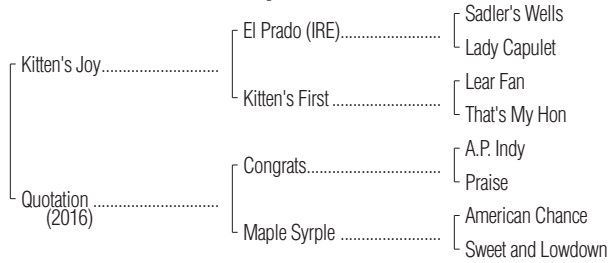 Sadler's Wells
El Prado (IRE)
Lady Capulet
Kitten's Joy
Lear Fan
Kitten's First
That's My Hon
A.P. Indy
Congrats
Praise
Quotation
(2016)
American Chance
Maple Syrple
Sweet and Lowdown